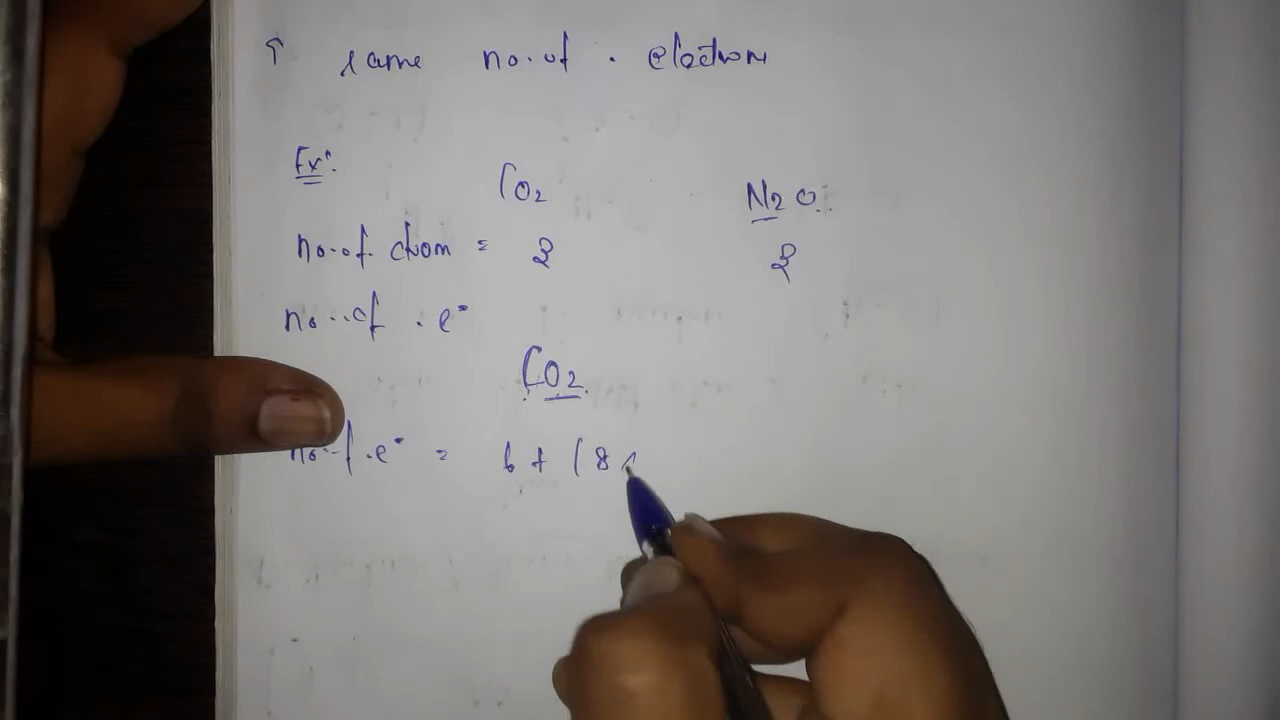 same no. of. electron
Ex:
CO2 N2O
no. of. atom = 3 3
no. of. e-
CO2
no. of. e- = 6 + ( 8